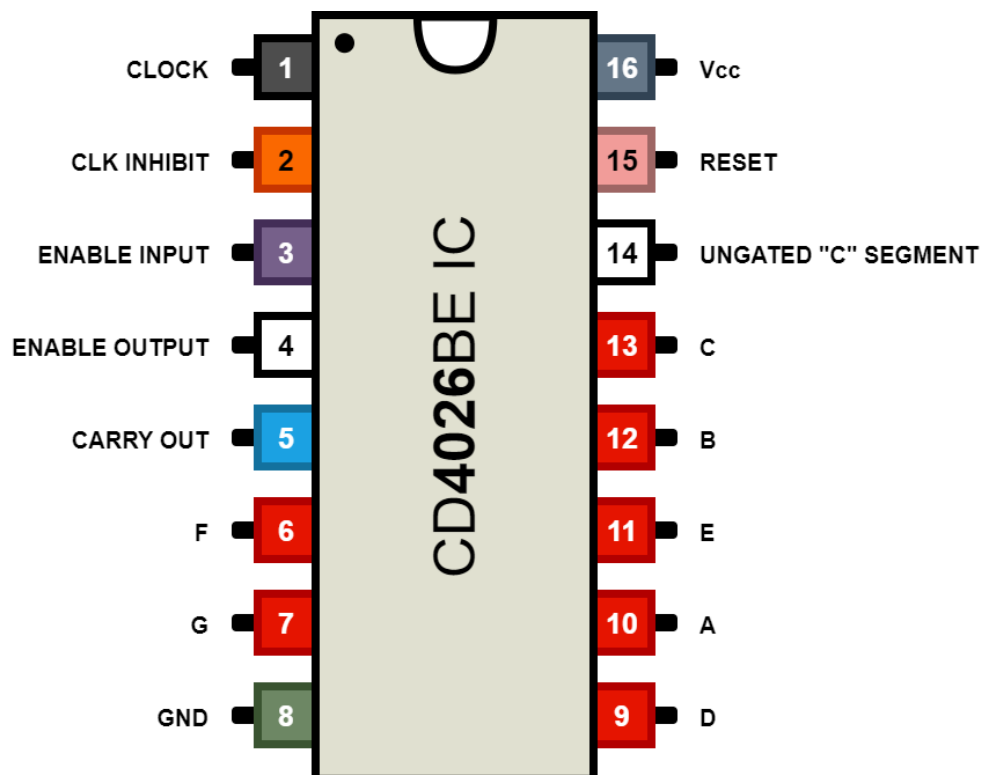 CLOCK 1 16 Vcc
CLK INHIBIT 2 15 RESET
ENABLE INPUT 3 14 UNGATED "C" SEGMENT
ENABLE OUTPUT 4 13 C
CARRY OUT 5 12 B
F 6 11 E
G 7 10 A
GND 8 9 D
CD4026BE IC